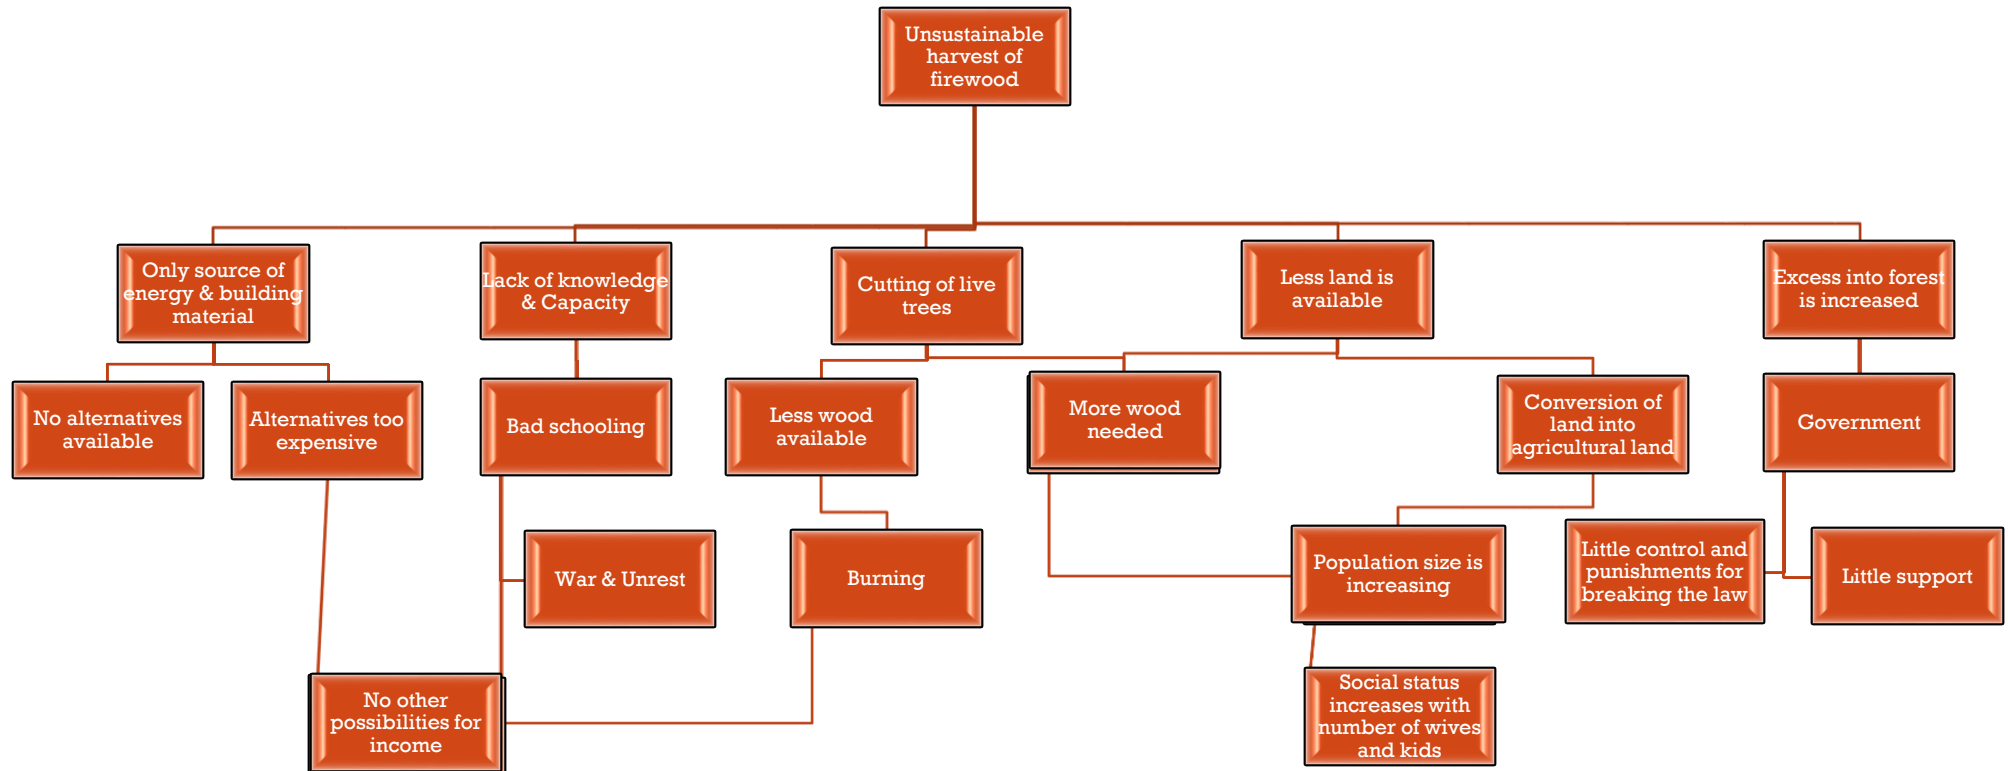 Unsustainable
harvest of
firewood
Only source of
energy & building
material
Lack of knowledge
& Capacity
Cutting of live
trees
Less land is
available
Excess into forest
is increased
No alternatives
available
Alternatives too
expensive
Bad schooling
Less wood
available
More wood
needed
Conversion of
land into
agricultural land
Government
War & Unrest
Burning
Population size is
increasing
Little control and
punishments for
breaking the law
Little support
No other
possibilities for
income
Social status
increases with
number of wives
and kids